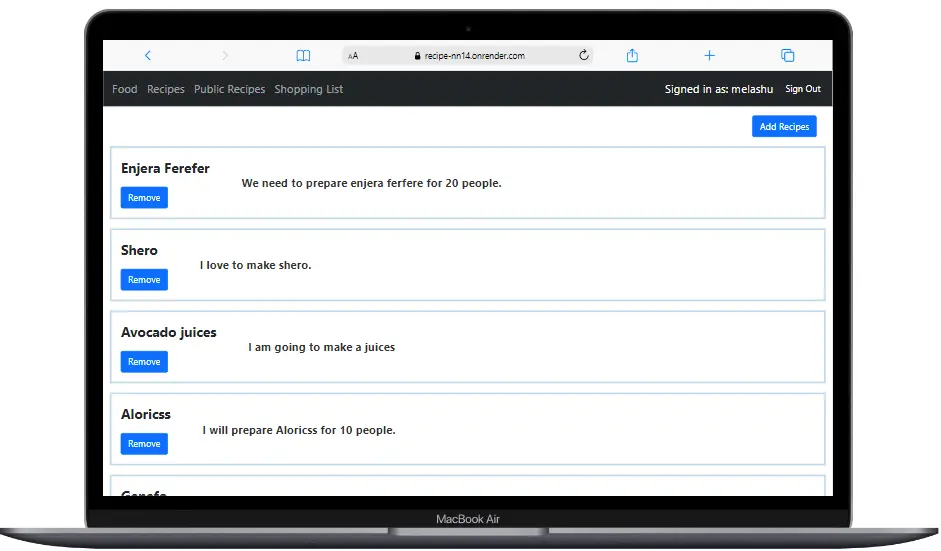 AA recipe-nn14.onrender.com
Food Recipes Public Recipes Shopping List Signed in as: melashu Sign Out
Add Recipes
Enjera Ferefer
We need to prepare enjera ferfere for 20 people.
Remove
Shero
I love to make shero.
Remove
Avocado juices
I am going to make a juices
Remove
Aloricss
I will prepare Aloricss for 10 people.
Remove
MacBook Air